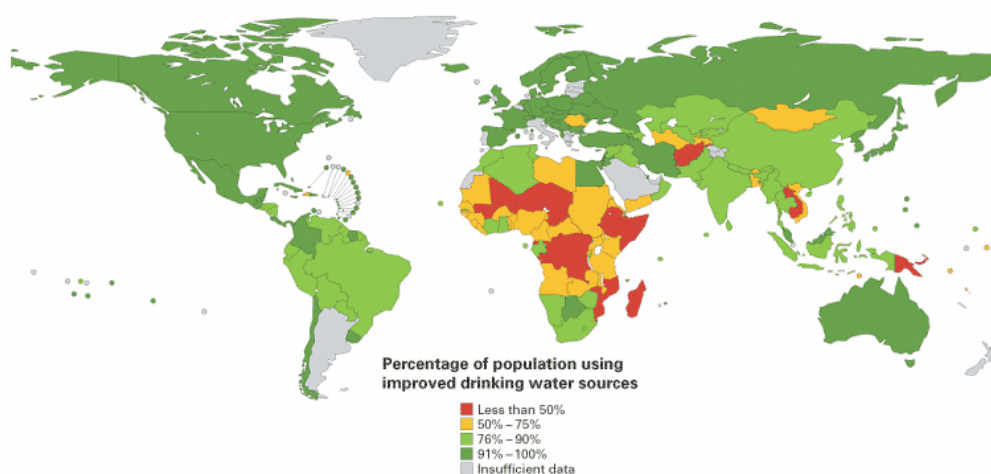 Percentage of population using
improved drinking water sources
Less than 50%
50% – 75%
76% – 90%
91% – 100%
Insufficient data